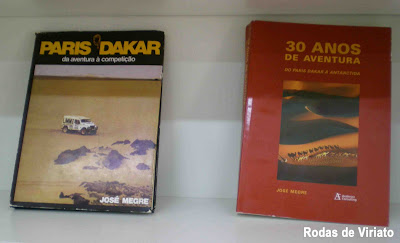 PARIS DAKAR
da aventura à competição
JOSÉ MEGRE
30 ANOS
DE AVENTURA
DO PARIS DAKAR À ANTARCTIDA
JOSÉ MEGRE
Rodas de Viriato